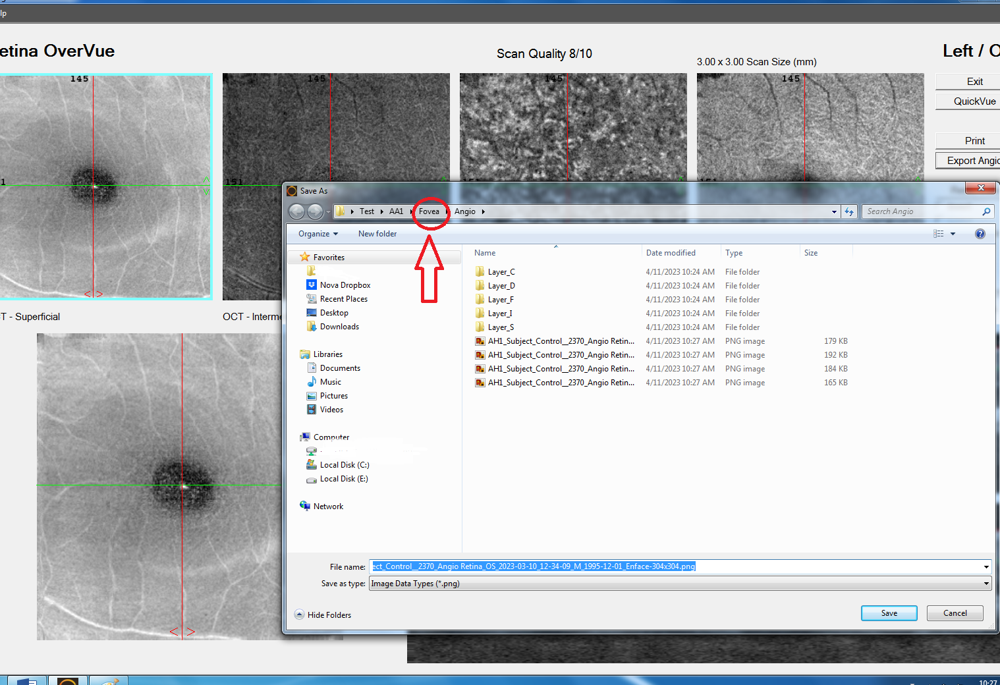 lp
etina OverVue
Scan Quality 8/10
3.00 x 3.00 Scan Size (mm)
Left / O
145
145
145
145
Exit
QuickVue
Print
Export Angio
1
151
151
151
Save As
Test
AA1
Fovea
Angio
Search Angio
Organize
New folder
Favorites
Nova Dropbox
Recent Places
Desktop
Downloads
Libraries
Documents
Music
Pictures
Videos
Computer
Local Disk (C:)
Local Disk (E:)
Network
Name Date modified Type Size
Layer_C 4/11/2023 10:24 AM File folder
Layer_D 4/11/2023 10:24 AM File folder
Layer_F 4/11/2023 10:24 AM File folder
Layer_I 4/11/2023 10:24 AM File folder
Layer_S 4/11/2023 10:24 AM File folder
AH1_Subject_Control__2370_Angio Retin... 4/11/2023 10:27 AM PNG image 179 KB
AH1_Subject_Control__2370_Angio Retin... 4/11/2023 10:27 AM PNG image 192 KB
AH1_Subject_Control__2370_Angio Retin... 4/11/2023 10:27 AM PNG image 184 KB
AH1_Subject_Control__2370_Angio Retin... 4/11/2023 10:27 AM PNG image 165 KB
T - Superficial
OCT - Interme
File name: ect_Control__2370_Angio Retina_OS_2023-03-10_12-34-09_M_1995-12-01_Enface-304x304.png
Save as type: Image Data Types (*.png)
Hide Folders
Save
Cancel
10:27